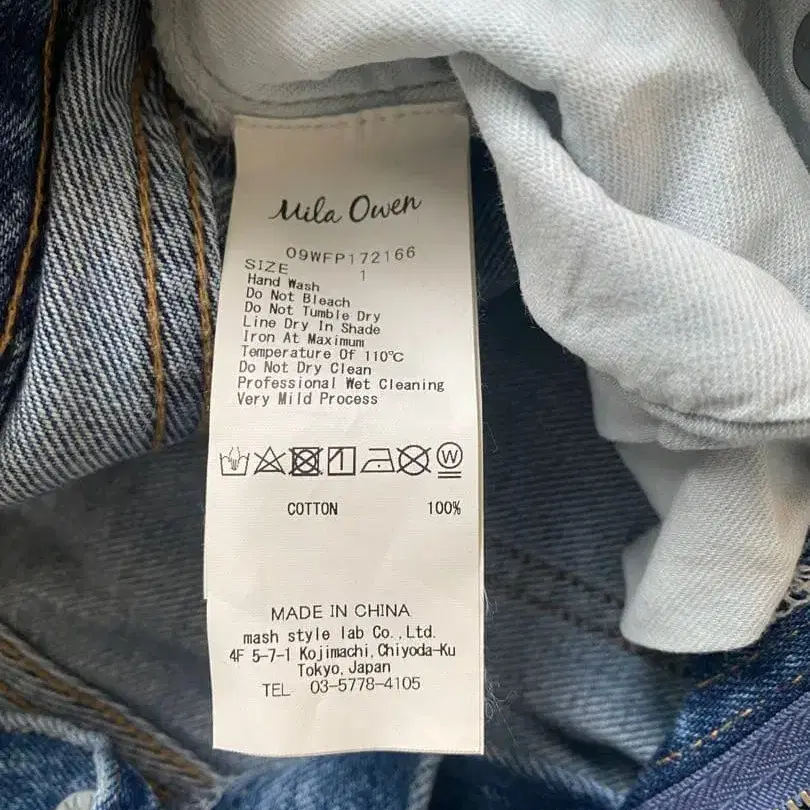 Mila Owen
09WFP172166
SIZE 1
Hand Wash
Do Not Bleach
Do Not Tumble Dry
Line Dry In Shade
Iron At Maximum
Temperature Of 110℃
Do Not Dry Clean
Professional Wet Cleaning
Very Mild Process
W
COTTON 100%
MADE IN CHINA
mash style lab Co.,Ltd.
4F 5-7-1 Kojimachi,Chiyoda-Ku
Tokyo,Japan
TEL 03-5778-4105